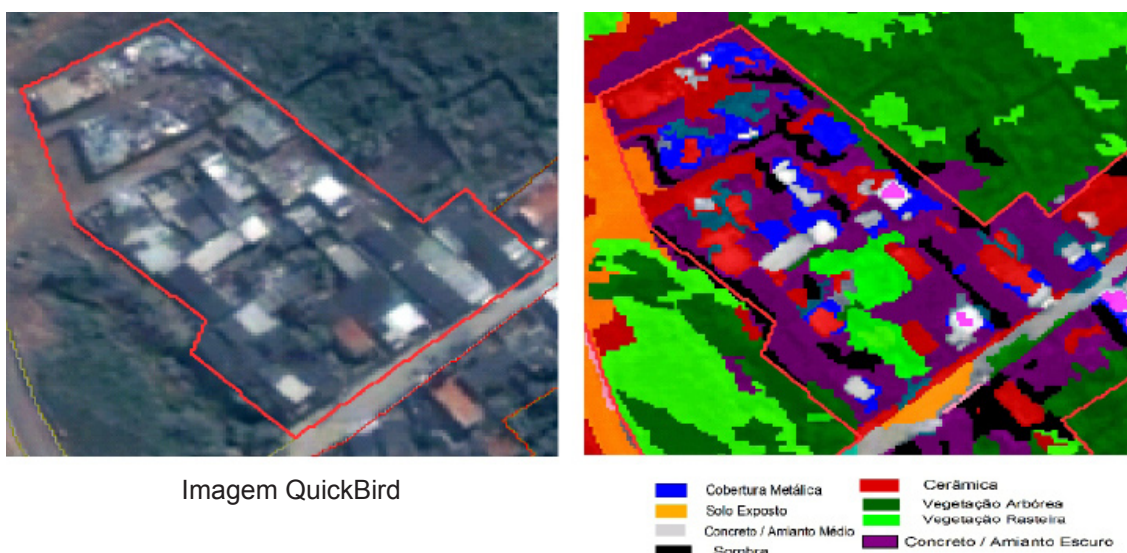 Imagem QuickBird
Cobertura Metálica
Solo Exposto
Concreto / Amianto Médio
Sombra
Cerâmica
Vegetação Arbórea
Vegetação Rasteira
Concreto / Amianto Escuro